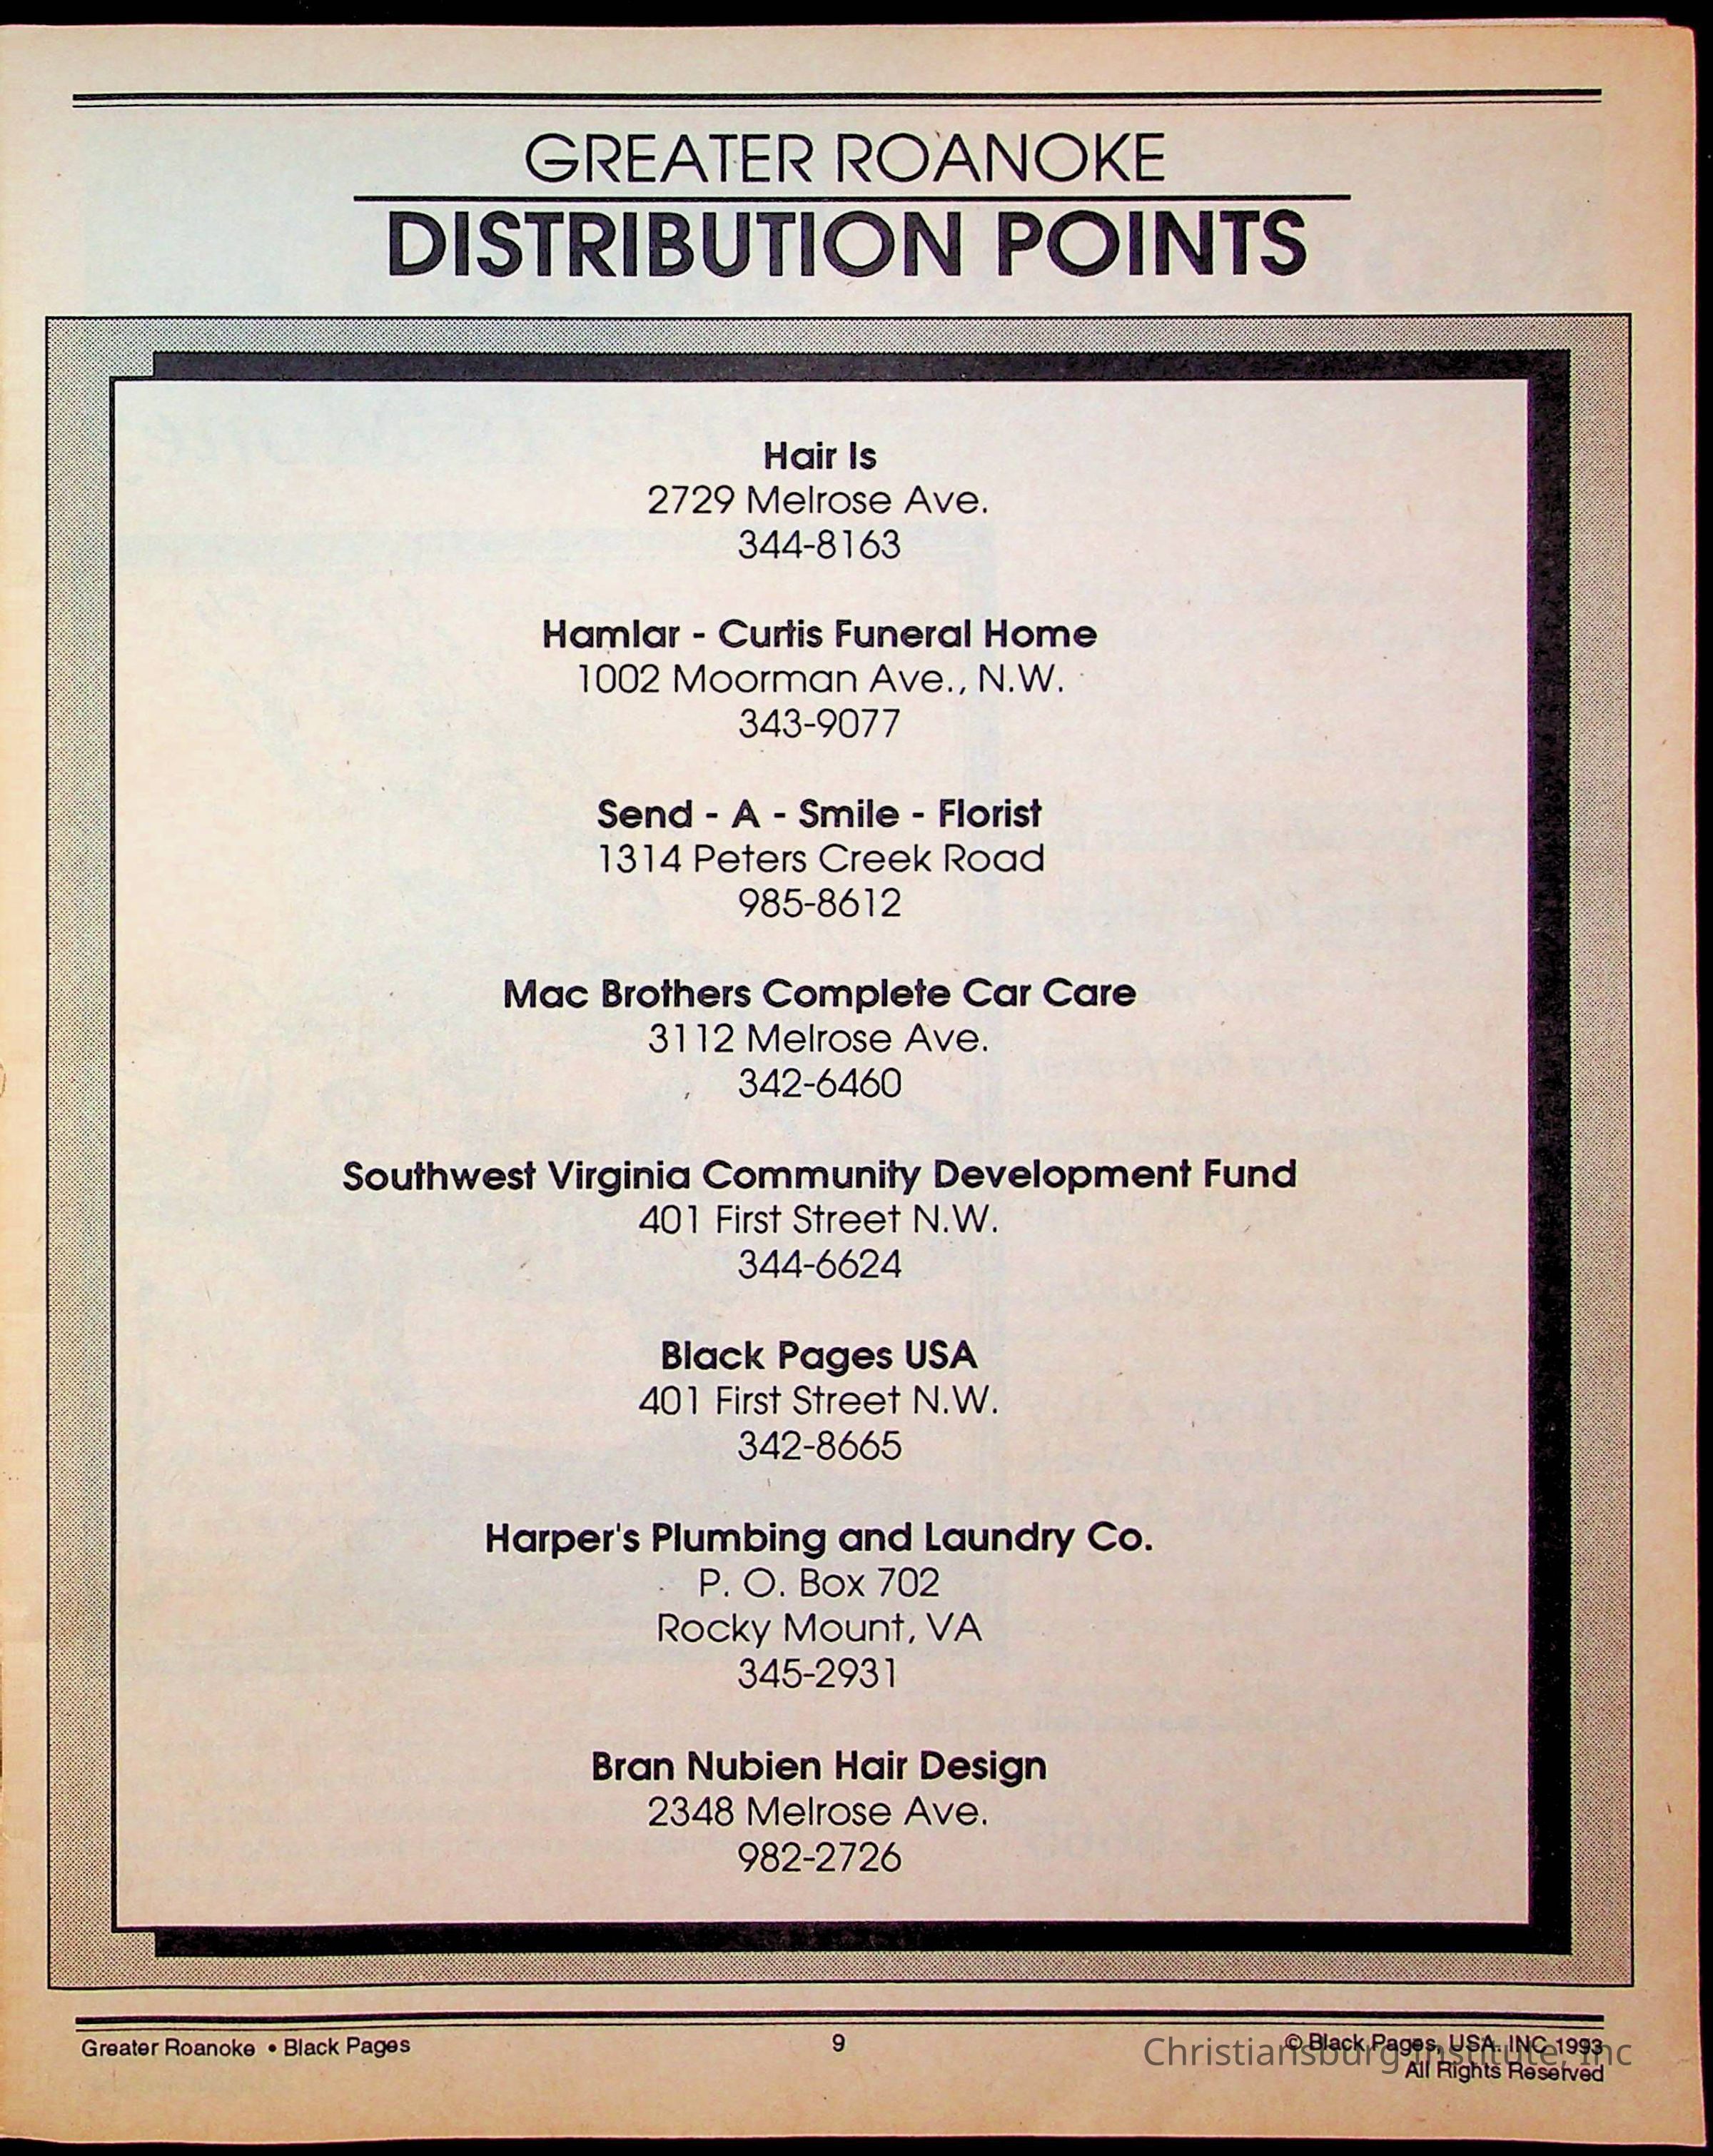 GREATER ROANOKE
DISTRIBUTION POINTS
Hair Is
2729 Melrose Ave.
344-8163
Hamlar - Curtis Funeral Home
1002 Moorman Ave., N.W.
343-9077
Send - A - Smile - Florist
1314 Peters Creek Road
985-8612
Mac Brothers Complete Car Care
3112 Melrose Ave.
342-6460
Southwest Virginia Community Development Fund
401 First Street N.W.
344-6624
Black Pages USA
401 First Street N.W.
342-8665
Harper's Plumbing and Laundry Co.
P. O. Box 702
Rocky Mount, VA
345-2931
Bran Nubien Hair Design
2348 Melrose Ave.
982-2726
Greater Roanoke • Black Pages
9
© Black Pages, USA. INC 1993
All Rights Reserved
Christiansburg Institute, Inc